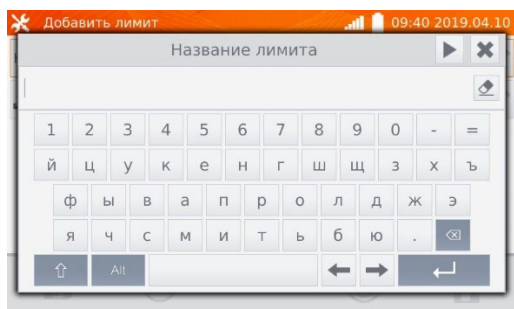 Добавить лимит 09:40 2019.04.10
Название лимита
1 2 3 4 5 6 7 8 9 0 - =
й ц у к е н г ш щ з х ъ
ф ы в а п р о л д ж э
я ч с м и т ь б ю .
Alt